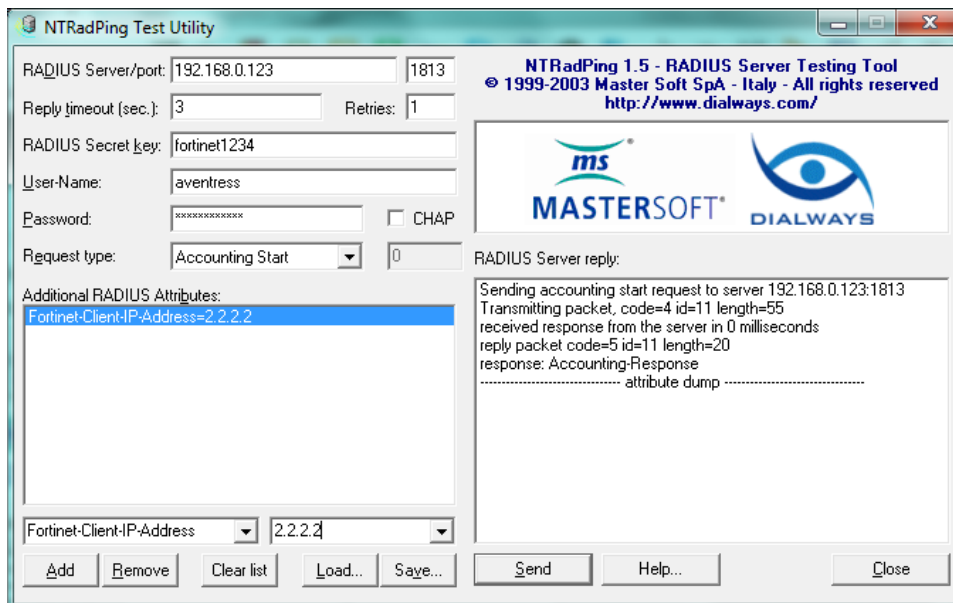 NTRadPing Test Utility
RADIUS Server/port: 192.168.0.123 1813
Reply timeout (sec.): 3 Retries: 1
RADIUS Secret key: fortinet1234
User-Name: aventress
Password: ×××××××××××× CHAP
Request type: Accounting Start 0
Additional RADIUS Attributes:
Fortinet-Client-IP-Address=2.2.2.2
Fortinet-Client-IP-Address 2.2.2.2
Add Remove Clear list Load... Save...
NTRadPing 1.5 - RADIUS Server Testing Tool
© 1999-2003 Master Soft SpA - Italy - All rights reserved
http://www.dialways.com/
ms
MASTERSOFT®
DIALWAYS
RADIUS Server reply:
Sending accounting start request to server 192.168.0.123:1813
Transmitting packet, code=4 id=11 length=55
received response from the server in 0 milliseconds
reply packet code=5 id=11 length=20
response: Accounting-Response
-------------------------------- attribute dump --------------------------------
Send Help... Close